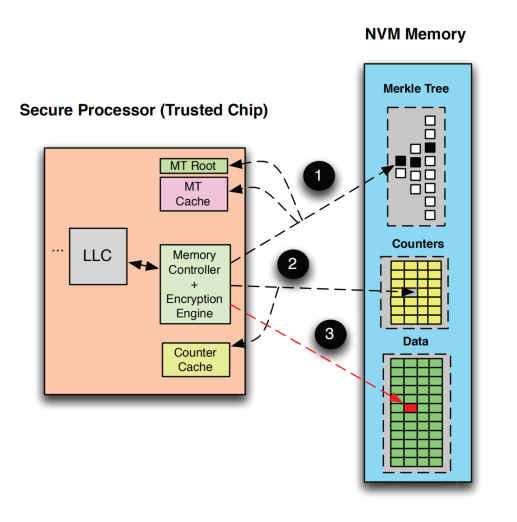 NVM Memory
Merkle Tree
Secure Processor (Trusted Chip)
MT Root
MT
Cache
1
...
LLC
Memory
Controller
+
Encryption
Engine
2
Counters
3
Data
Counter
Cache